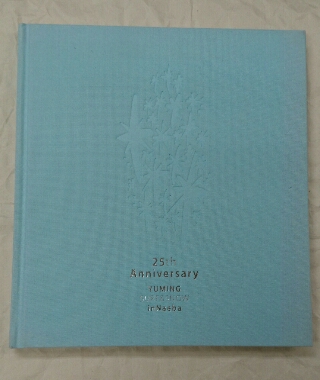 25th
Anniversary
YUMING
in Naeba